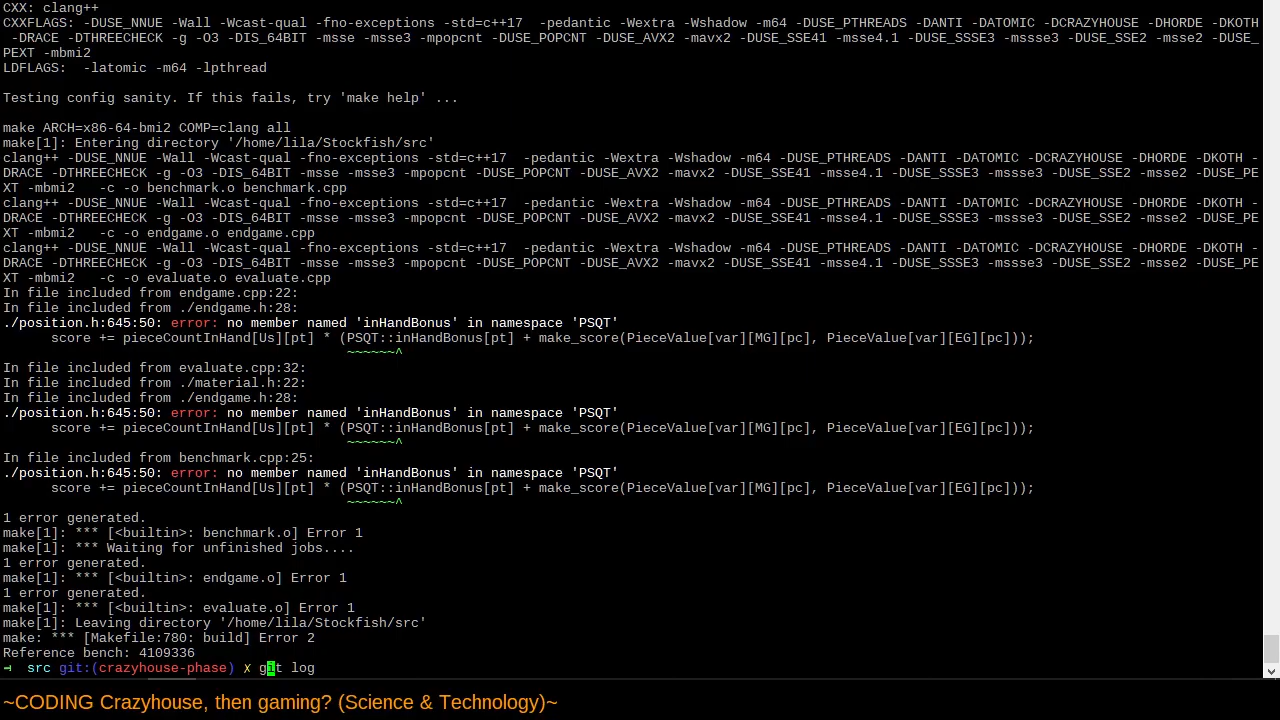 CXX: clang++
CXXFLAGS: -DUSE_NNUE -Wall -Wcast-qual -fno-exceptions -std=c++17  -pedantic -Wextra -Wshadow -m64 -DUSE_PTHREADS -DANTI -DATOMIC -DCRAZYHOUSE -DHORDE -DKOTH
 -DRACE -DTHREECHECK -g -O3 -DIS_64BIT -msse -msse3 -mpopcnt -DUSE_POPCNT -DUSE_AVX2 -mavx2 -DUSE_SSE41 -msse4.1 -DUSE_SSSE3 -mssse3 -DUSE_SSE2 -msse2 -DUSE_
PEXT -mbmi2
LDFLAGS:  -latomic -m64 -lpthread
Testing config sanity. If this fails, try 'make help' ...
make ARCH=x86-64-bmi2 COMP=clang all
make[1]: Entering directory '/home/lila/Stockfish/src'
clang++ -DUSE_NNUE -Wall -Wcast-qual -fno-exceptions -std=c++17  -pedantic -Wextra -Wshadow -m64 -DUSE_PTHREADS -DANTI -DATOMIC -DCRAZYHOUSE -DHORDE -DKOTH -
DRACE -DTHREECHECK -g -O3 -DIS_64BIT -msse -msse3 -mpopcnt -DUSE_POPCNT -DUSE_AVX2 -mavx2 -DUSE_SSE41 -msse4.1 -DUSE_SSSE3 -mssse3 -DUSE_SSE2 -msse2 -DUSE_PE
XT -mbmi2   -c -o benchmark.o benchmark.cpp
clang++ -DUSE_NNUE -Wall -Wcast-qual -fno-exceptions -std=c++17  -pedantic -Wextra -Wshadow -m64 -DUSE_PTHREADS -DANTI -DATOMIC -DCRAZYHOUSE -DHORDE -DKOTH -
DRACE -DTHREECHECK -g -O3 -DIS_64BIT -msse -msse3 -mpopcnt -DUSE_POPCNT -DUSE_AVX2 -mavx2 -DUSE_SSE41 -msse4.1 -DUSE_SSSE3 -mssse3 -DUSE_SSE2 -msse2 -DUSE_PE
XT -mbmi2   -c -o endgame.o endgame.cpp
clang++ -DUSE_NNUE -Wall -Wcast-qual -fno-exceptions -std=c++17  -pedantic -Wextra -Wshadow -m64 -DUSE_PTHREADS -DANTI -DATOMIC -DCRAZYHOUSE -DHORDE -DKOTH -
DRACE -DTHREECHECK -g -O3 -DIS_64BIT -msse -msse3 -mpopcnt -DUSE_POPCNT -DUSE_AVX2 -mavx2 -DUSE_SSE41 -msse4.1 -DUSE_SSSE3 -mssse3 -DUSE_SSE2 -msse2 -DUSE_PE
XT -mbmi2   -c -o evaluate.o evaluate.cpp
In file included from endgame.cpp:22:
In file included from ./endgame.h:28:
./position.h:645:50: error: no member named 'inHandBonus' in namespace 'PSQT'
      score += pieceCountInHand[Us][pt] * (PSQT::inHandBonus[pt] + make_score(PieceValue[var][MG][pc], PieceValue[var][EG][pc]));
                                           ~~~~~~^
In file included from evaluate.cpp:32:
In file included from ./material.h:22:
In file included from ./endgame.h:28:
./position.h:645:50: error: no member named 'inHandBonus' in namespace 'PSQT'
      score += pieceCountInHand[Us][pt] * (PSQT::inHandBonus[pt] + make_score(PieceValue[var][MG][pc], PieceValue[var][EG][pc]));
                                           ~~~~~~^
In file included from benchmark.cpp:25:
./position.h:645:50: error: no member named 'inHandBonus' in namespace 'PSQT'
      score += pieceCountInHand[Us][pt] * (PSQT::inHandBonus[pt] + make_score(PieceValue[var][MG][pc], PieceValue[var][EG][pc]));
                                           ~~~~~~^
1 error generated.
make[1]: *** [<builtin>: benchmark.o] Error 1
make[1]: *** Waiting for unfinished jobs....
1 error generated.
make[1]: *** [<builtin>: endgame.o] Error 1
1 error generated.
make[1]: *** [<builtin>: evaluate.o] Error 1
make[1]: Leaving directory '/home/lila/Stockfish/src'
make: *** [Makefile:780: build] Error 2
Reference bench: 4109336
➜  src git:(crazyhouse-phase) ✗ git log
~CODING Crazyhouse, then gaming? (Science & Technology)~